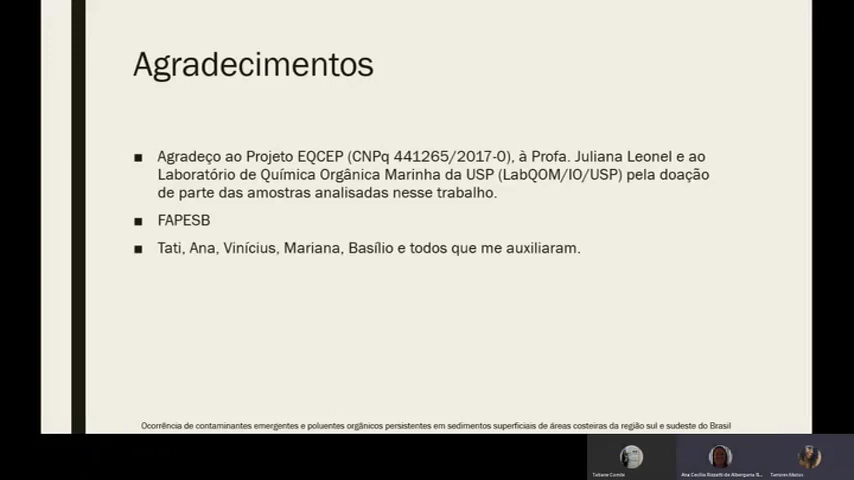 Agradecimentos
■ Agradeço ao Projeto EQCEP (CNPq 441265/2017-0), à Profa. Juliana Leonel e ao
Laboratório de Química Orgânica Marinha da USP (LabQOM/IO/USP) pela doação
de parte das amostras analisadas nesse trabalho.
■ FAPESB
■ Tati, Ana, Vinícius, Mariana, Basílio e todos que me auxiliaram.
Ocorrência de contaminantes emergentes e poluentes orgânicos persistentes em sedimentos superficiais de áreas costeiras da região sul e sudeste do Brasil
Tatiane Combi
Ana Cecilia Rizzatti de Albergaria B...
Tamires Matos